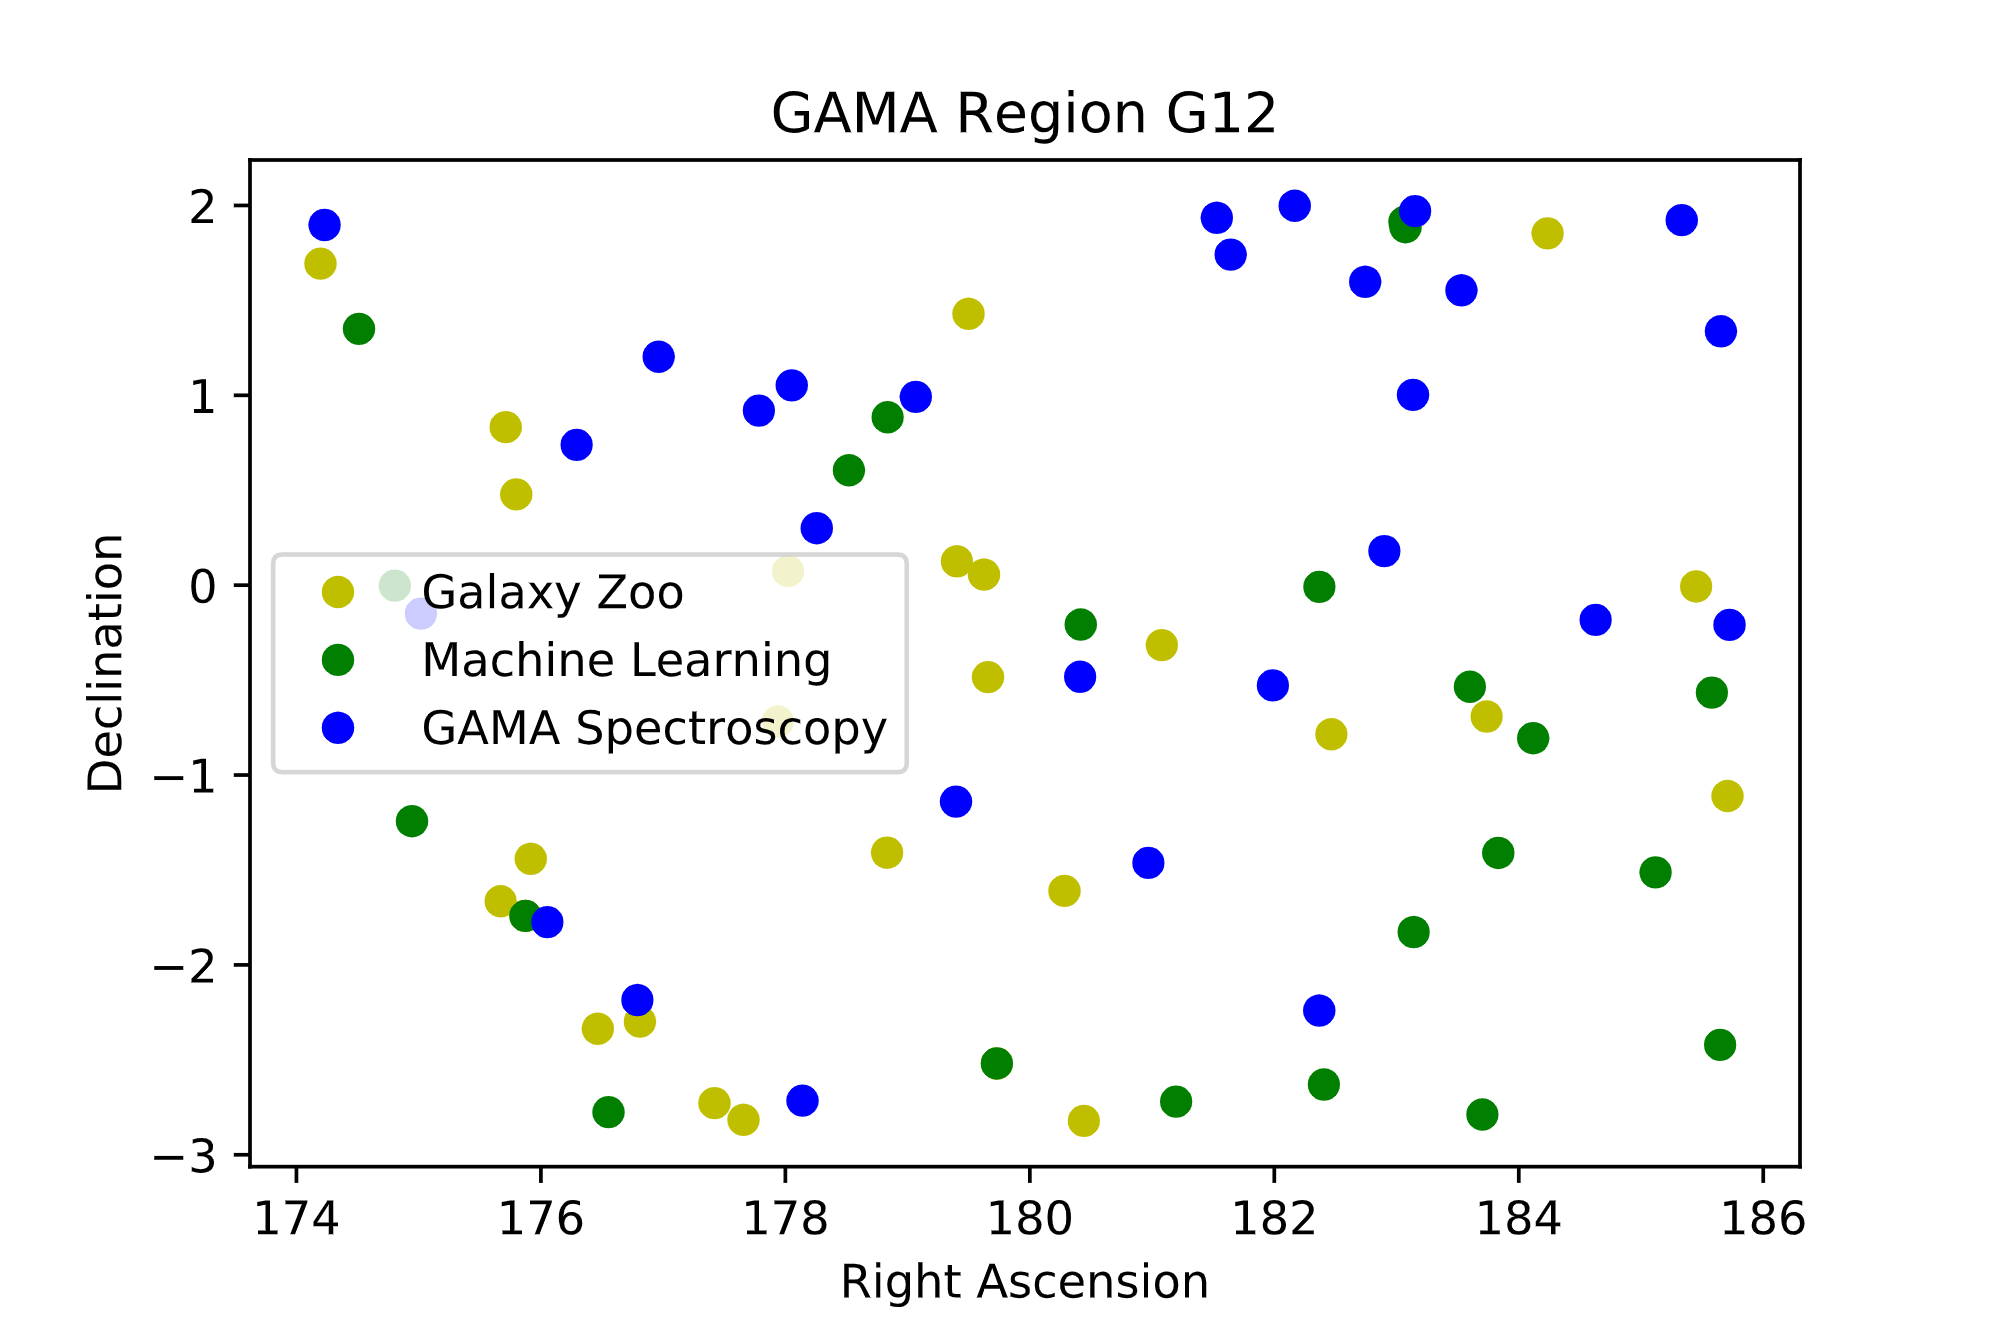 GAMA Region G12
2
1
0
−1
−2
−3
Declination
Galaxy Zoo
Machine Learning
GAMA Spectroscopy
174 176 178 180 182 184 186
Right Ascension